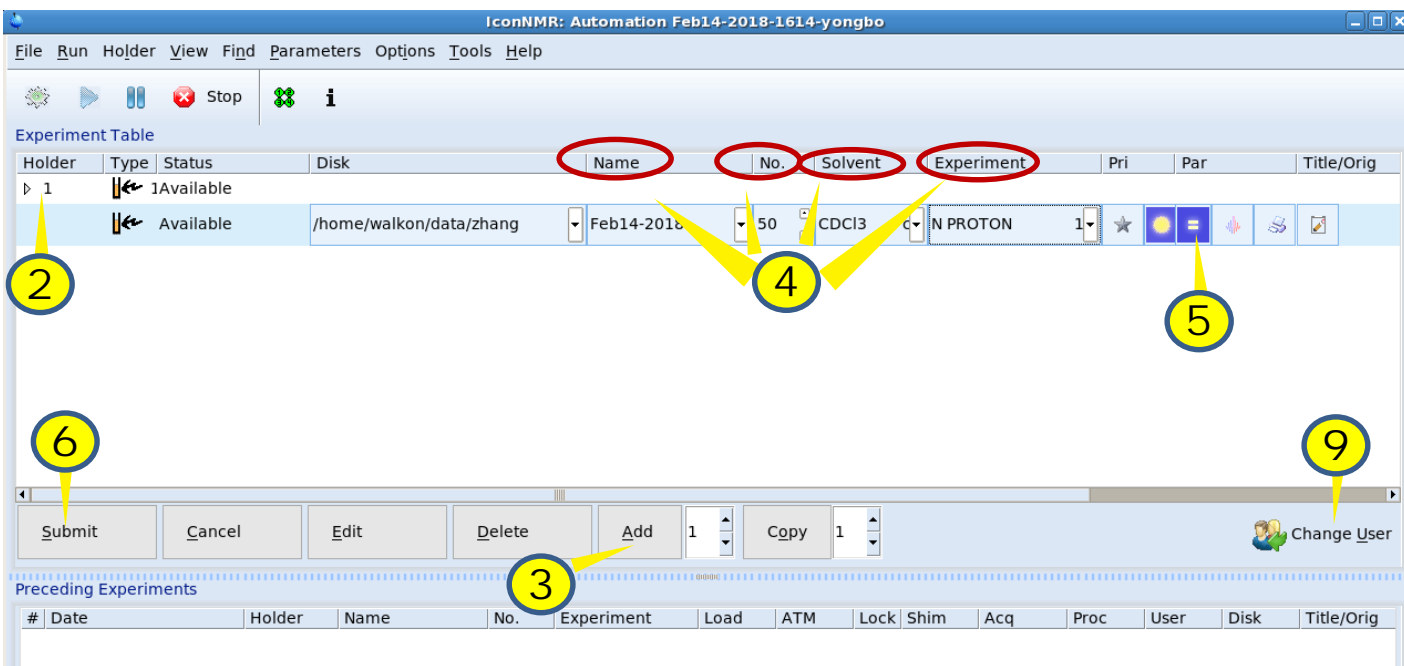 IconNMR: Automation Feb14-2018-1614-yongbo
File Run Holder View Find Parameters Options Tools Help
Stop i
Experiment Table
Holder Type Status Disk Name No. Solvent Experiment Pri Par Title/Orig
1 1Available
Available /home/walkon/data/zhang Feb14-2018 50 CDCl3 N PROTON 1 =
2 4 5
6 9
Submit Cancel Edit Delete Add 1 Copy 1 Change User
3
Preceding Experiments
# Date Holder Name No. Experiment Load ATM Lock Shim Acq Proc User Disk Title/Orig